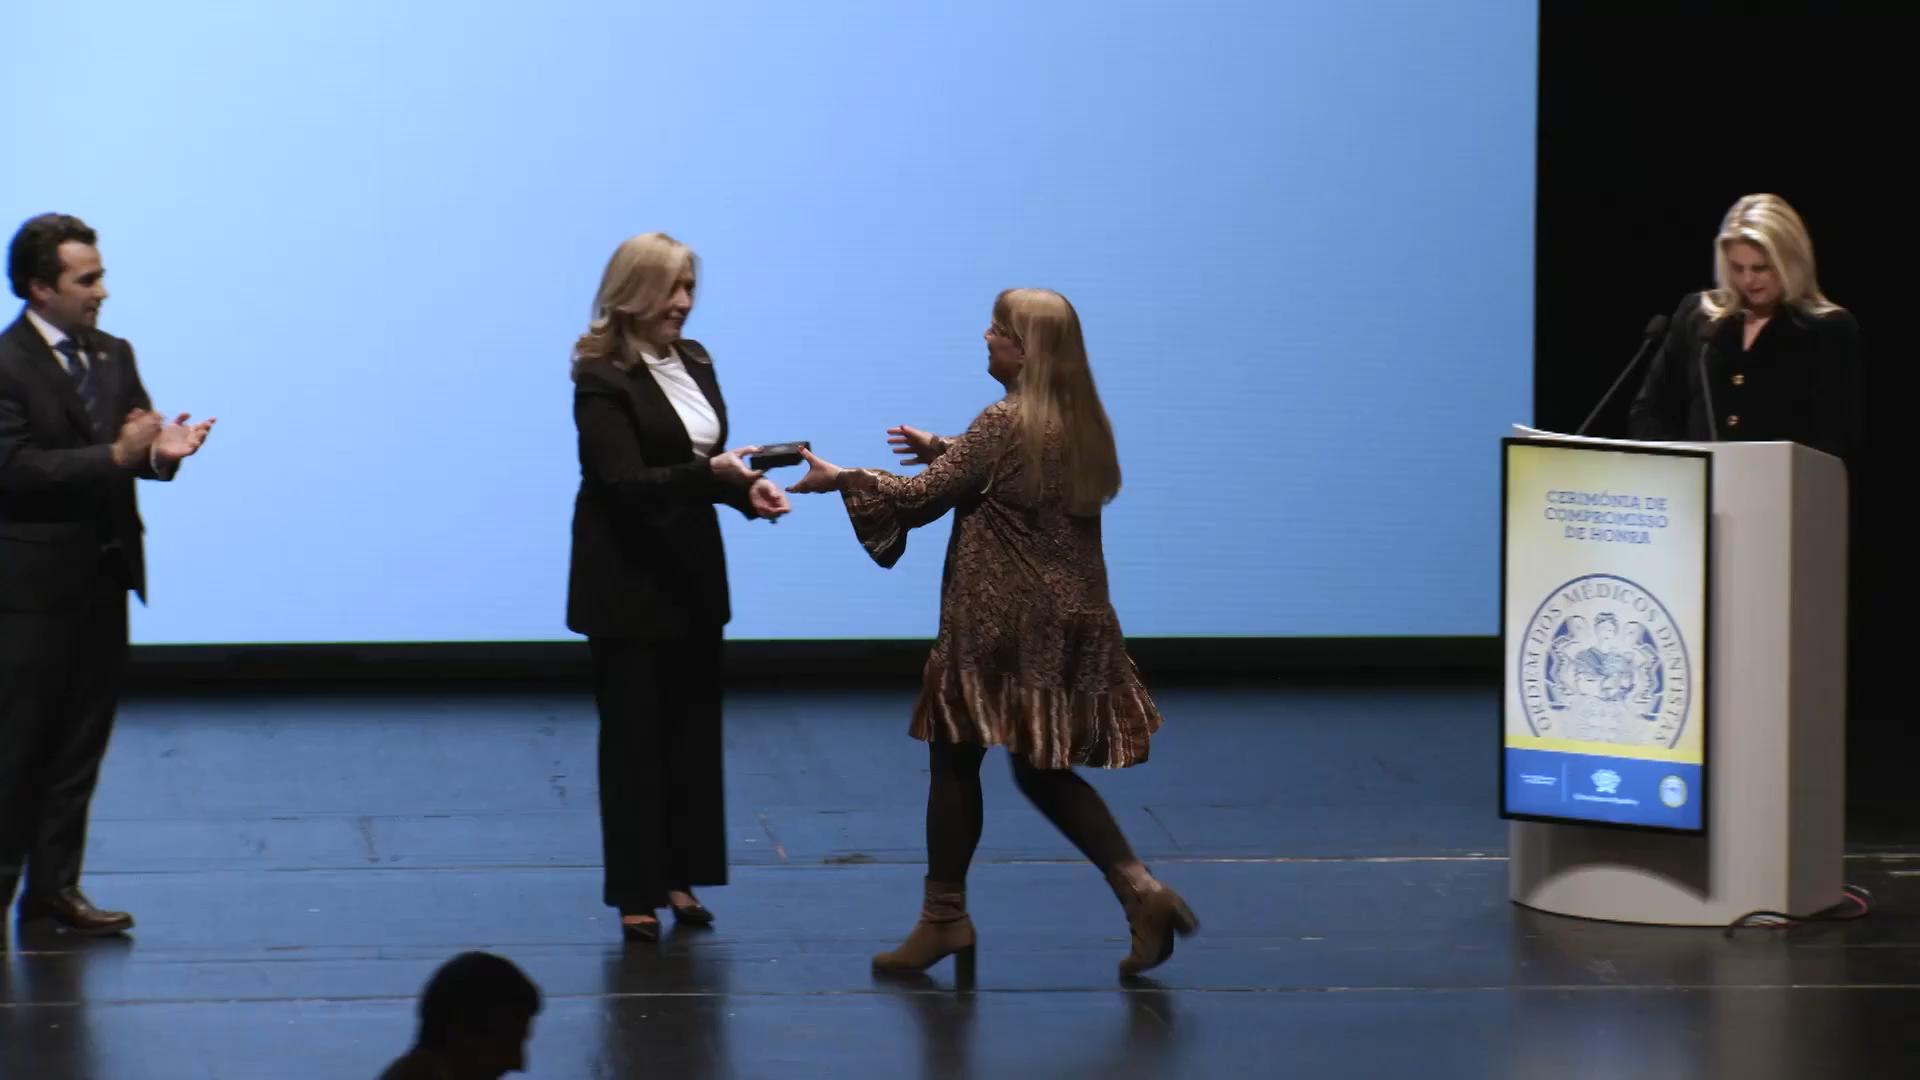 CERIMÓNIA DE
COMPROMISSO
DE HONRA
ORDEM DOS MÉDICOS DENTISTAS